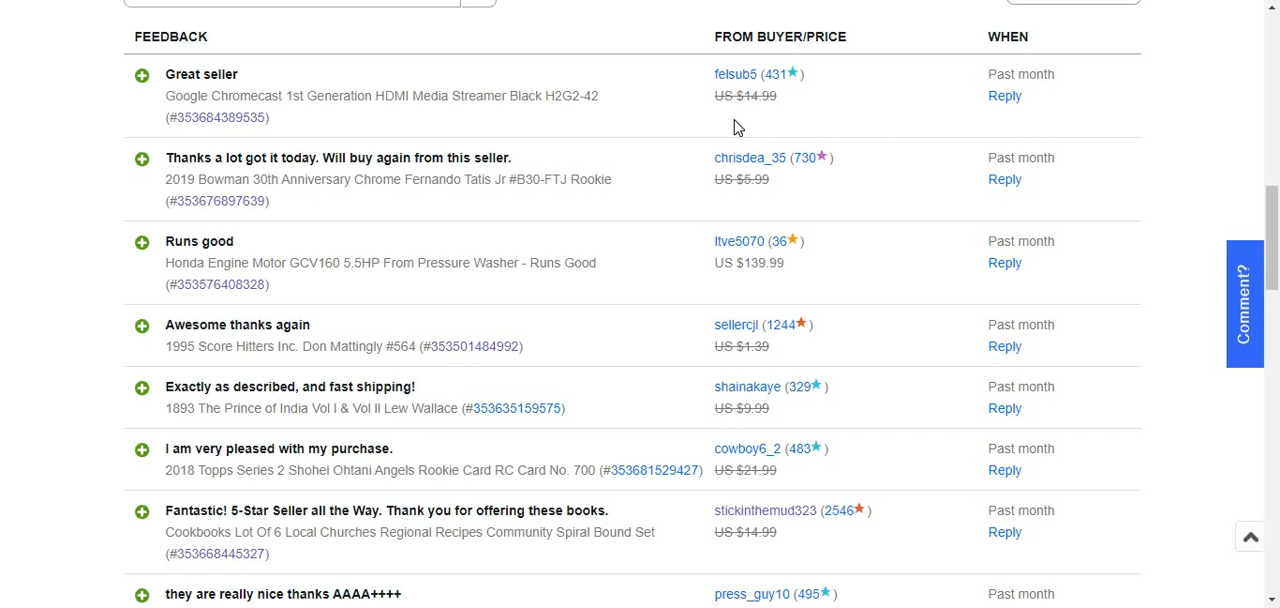 FEEDBACK FROM BUYER/PRICE WHEN
Great seller felsub5 (431) Past month
Google Chromecast 1st Generation HDMI Media Streamer Black H2G2-42 US $14.99 Reply
(#353684389535)
Thanks a lot got it today. Will buy again from this seller. chrisdea_35 (730) Past month
2019 Bowman 30th Anniversary Chrome Fernando Tatis Jr #B30-FTJ Rookie US $5.99 Reply
(#353676897639)
Runs good ltve5070 (36) Past month
Honda Engine Motor GCV160 5.5HP From Pressure Washer - Runs Good US $139.99 Reply
(#353576408328)
Comment?
Awesome thanks again sellercjl (1244) Past month
1995 Score Hitters Inc. Don Mattingly #564 (#353501484992) US $1.39 Reply
Exactly as described, and fast shipping! shainakaye (329) Past month
1893 The Prince of India Vol I & Vol II Lew Wallace (#353635159575) US $9.99 Reply
I am very pleased with my purchase. cowboy6_2 (483) Past month
2018 Topps Series 2 Shohei Ohtani Angels Rookie Card RC Card No. 700 (#353681529427) US $21.99 Reply
Fantastic! 5-Star Seller all the Way. Thank you for offering these books. stickinthemud323 (2546) Past month
Cookbooks Lot Of 6 Local Churches Regional Recipes Community Spiral Bound Set US $14.99 Reply
(#353668445327)
they are really nice thanks AAAA++++ press_guy10 (495) Past month